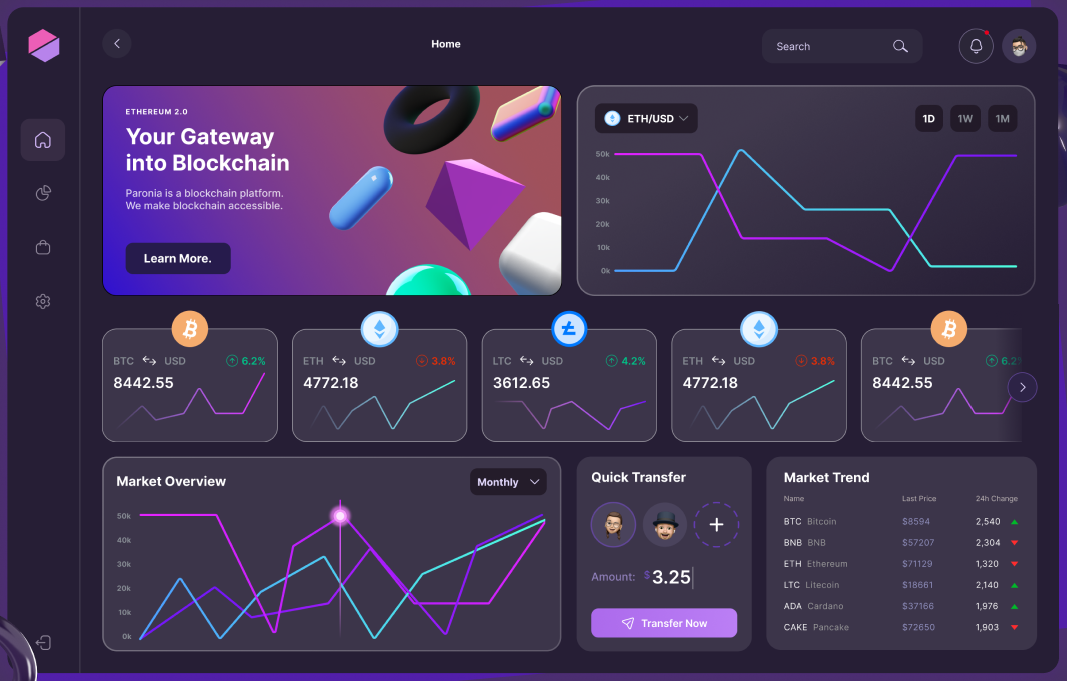 Home
Search
ETHEREUM 2.0
Your Gateway
into Blockchain
Paronia is a blockchain platform.
We make blockchain accessible.
Learn More.
ETH/USD
1D 1W 1M
50k
40k
30k
20k
10k
0k
BTC USD 6.2%
8442.55
ETH USD 3.8%
4772.18
LTC USD 4.2%
3612.65
ETH USD 3.8%
4772.18
BTC USD 6.2
8442.55
Market Overview
Monthly
50k
40k
30k
20k
10k
0k
Quick Transfer
Amount: $3.25
Transfer Now
Market Trend
Name Last Price 24h Change
BTC Bitcoin $8594 2,540
BNB BNB $57207 2,304
ETH Ethereum $71129 1,320
LTC Litecoin $18661 2,140
ADA Cardano $37166 1,976
CAKE Pancake $72650 1,903